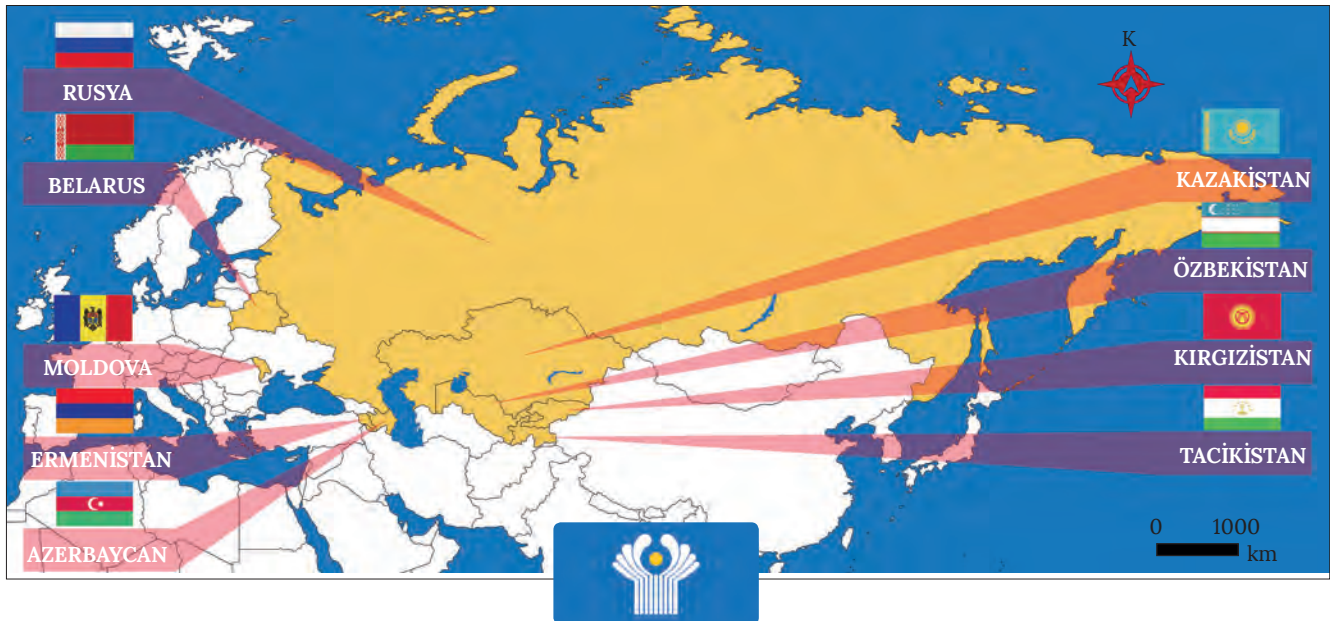 RUSYA
BELARUS
MOLDOVA
ERMENİSTAN
AZERBAYCAN
K
KAZAKİSTAN
ÖZBEKİSTAN
KIRGIZİSTAN
TACİKİSTAN
0 1000
km